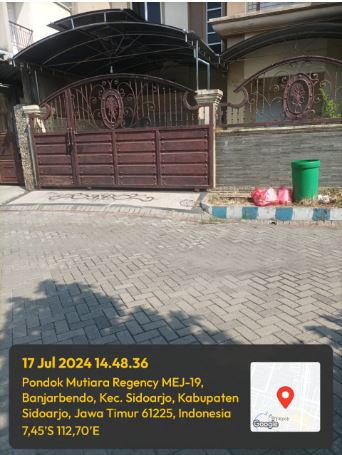 17 Jul 2024 14.48.36
Pondok Mutiara Regency MEJ-19,
Banjarbendo, Kec. Sidoarjo, Kabupaten
Sidoarjo, Jawa Timur 61225, Indonesia
7,45'S 112,70'E
Google